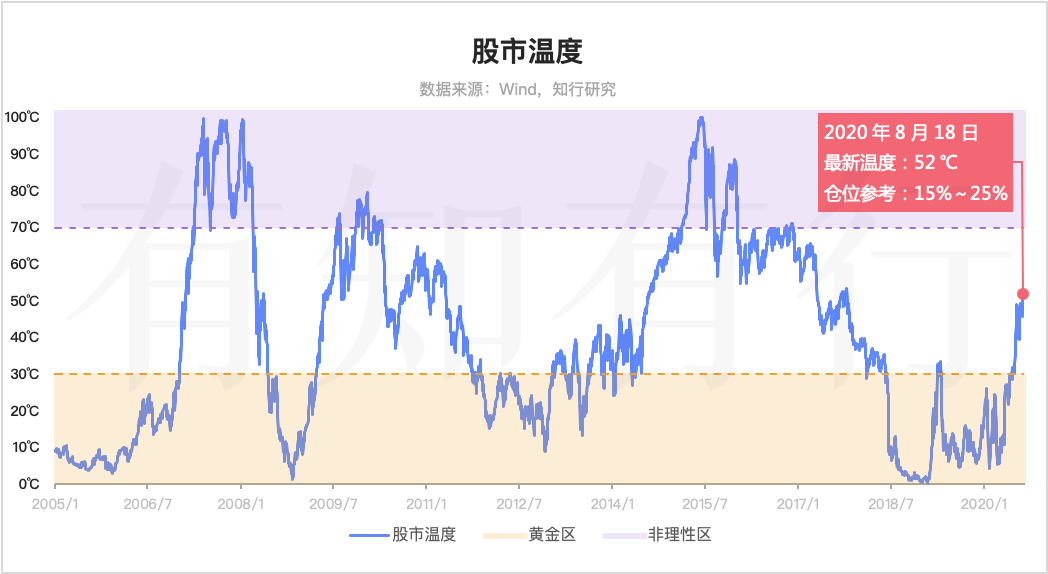 股市温度
数据来源：Wind，知行研究
100℃
90℃
80℃
70℃
60℃
50℃
40℃
30℃
20℃
10℃
0℃
2020 年 8 月 18 日
最新温度：52 ℃
仓位参考：15%~25%
有知有行
2005/1
2006/7
2008/1
2009/7
2011/1
2012/7
2014/1
2015/7
2017/1
2018/7
2020/1
股市温度
黄金区
非理性区